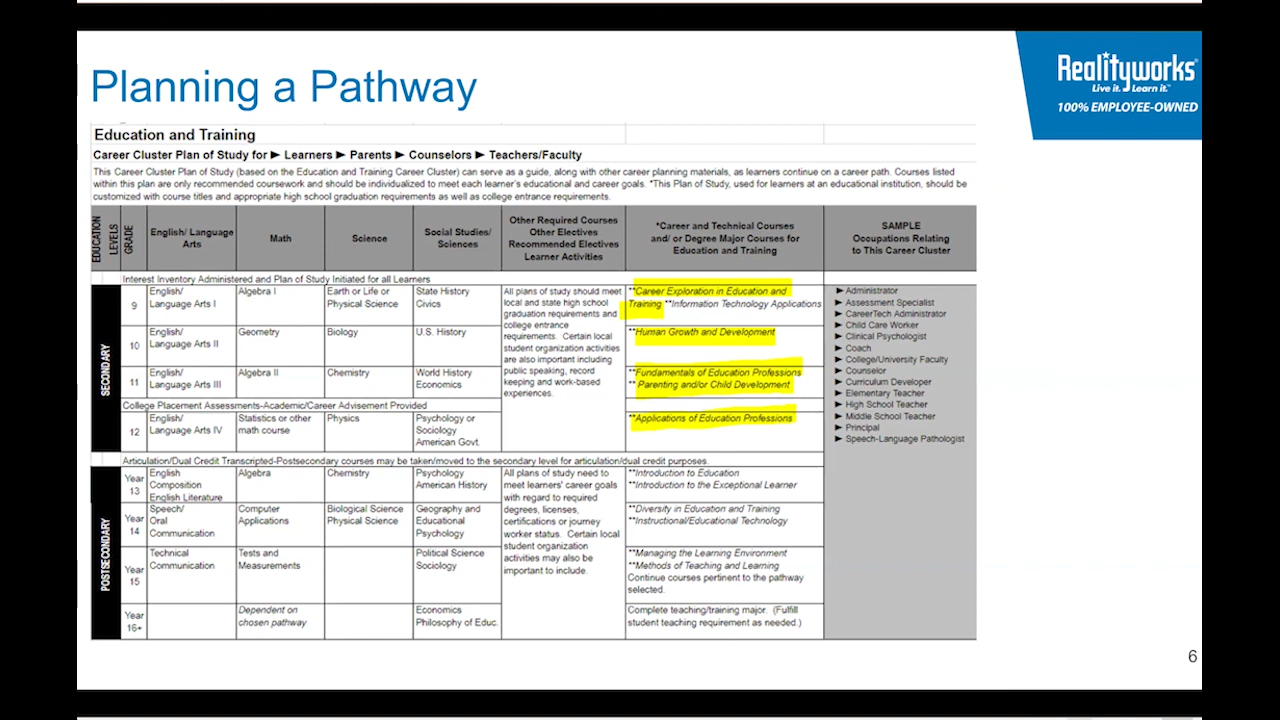 Planning a Pathway
Realityworks®
Live it. Learn it.™
100% EMPLOYEE-OWNED
Education and Training
Career Cluster Plan of Study for ► Learners ► Parents ► Counselors ► Teachers/Faculty
This Career Cluster Plan of Study (based on the Education and Training Career Cluster) can serve as a guide, along with other career planning materials, as learners continue on a career path. Courses listed
within this plan are only recommended coursework and should be individualized to meet each learner's educational and career goals. *This Plan of Study, used for learners at an educational institution, should be
customized with course titles and appropriate high school graduation requirements as well as college entrance requirements.
EDUCATION
LEVELS
GRADE
English/ Language
Arts
Math
Science
Social Studies/
Sciences
Other Required Courses
Other Electives
Recommended Electives
Learner Activities
*Career and Technical Courses
and/ or Degree Major Courses for
Education and Training
SAMPLE
Occupations Relating
to This Career Cluster
Interest Inventory Administered and Plan of Study Initiated for all Learners
SECONDARY
9
English/
Language Arts I
Algebra I
Earth or Life or
Physical Science
State History
Civics
All plans of study should meet
local and state high school
graduation requirements and
college entrance
requirements. Certain local
student organization activities
are also important including
public speaking, record
keeping and work-based
experiences.
**Career Exploration in Education and
Training **Information Technology Applications
10
English/
Language Arts II
Geometry
Biology
U.S. History
**Human Growth and Development
11
English/
Language Arts III
Algebra II
Chemistry
World History
Economics
**Fundamentals of Education Professions
** Parenting and/or Child Development
College Placement Assessments-Academic/Career Advisement Provided
12
English/
Language Arts IV
Statistics or other
math course
Physics
Psychology or
Sociology
American Govt.
**Applications of Education Professions
► Administrator
► Assessment Specialist
► CareerTech Administrator
► Child Care Worker
► Clinical Psychologist
► Coach
► College/University Faculty
► Counselor
► Curriculum Developer
► Elementary Teacher
► High School Teacher
► Middle School Teacher
► Principal
► Speech-Language Pathologist
Articulation/Dual Credit Transcripted-Postsecondary courses may be taken/moved to the secondary level for articulation/dual credit purposes.
POSTSECONDARY
Year
13
English
Composition
English Literature
Algebra
Chemistry
Psychology
American History
All plans of study need to
meet learners' career goals
with regard to required
degrees, licenses,
certifications or journey
worker status. Certain local
student organization
activities may also be
important to include.
**Introduction to Education
**Introduction to the Exceptional Learner
Year
14
Speech/
Oral
Communication
Computer
Applications
Biological Science
Physical Science
Geography and
Educational
Psychology
**Diversity in Education and Training
**Instructional/Educational Technology
Year
15
Technical
Communication
Tests and
Measurements
Political Science
Sociology
**Managing the Learning Environment
**Methods of Teaching and Learning
Continue courses pertinent to the pathway
selected.
Year
16+
Dependent on
chosen pathway
Economics
Philosophy of Educ.
Complete teaching/training major. (Fulfill
student teaching requirement as needed.)
6